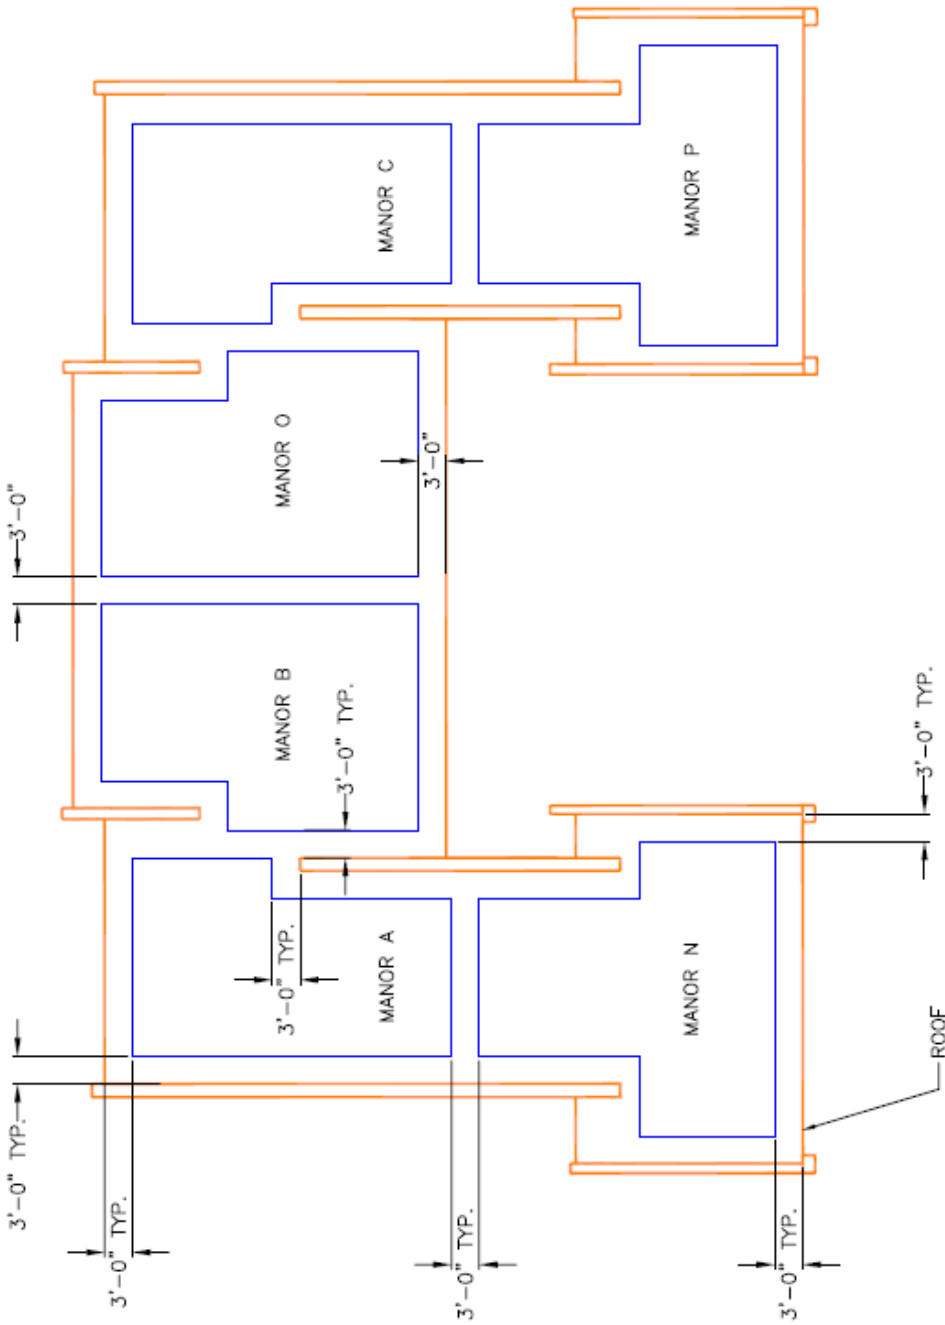 3'-0"
MANOR C
MANOR P
MANOR O
3'-0"
MANOR B
3'-0" TYP.
3'-0" TYP.
3'-0" TYP.
MANOR A
MANOR N
3'-0" TYP.
ROOF
3'-0" TYP.
3'-0" TYP.
3'-0" TYP.